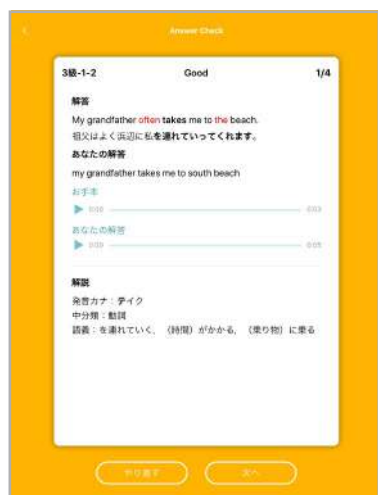 Answer Check
3級-1-2 Good 1/4
解答
My grandfather often takes me to the beach.
祖父はよく浜辺に私を連れていってくれます。
あなたの解答
my grandfather takes me to south beach
お手本
0:00 0:03
あなたの解答
0:00 0:05
解説
発音カナ：テイク
中分類：動詞
語義：を連れていく，（時間）がかかる，（乗り物）に乗る
やり直す 次へ